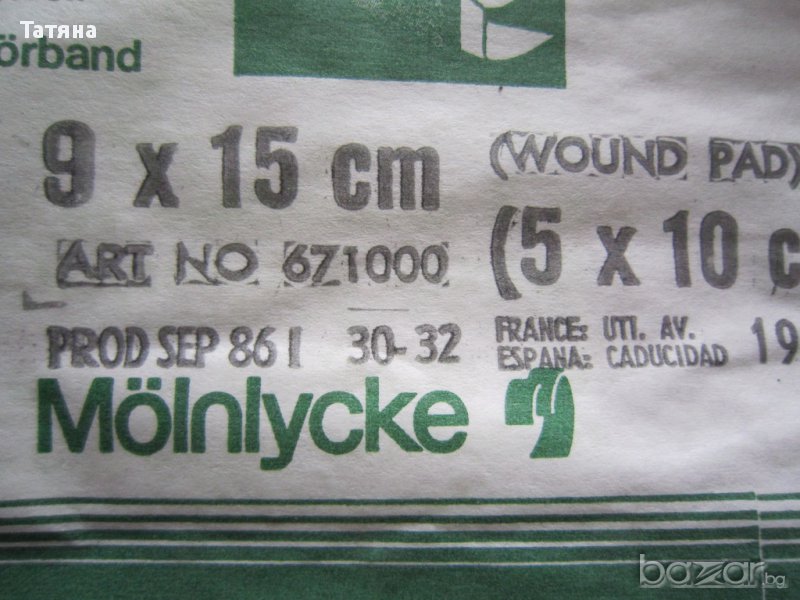 Татяна
örband
9 x 15 cm
(WOUND PAD)
ART NO 671000
(5 x 10 c
PROD SEP 86 I 30-32
FRANCE: UTI. AV.
ESPAÑA: CADUCIDAD 19
Mölnlycke
bazar.bg